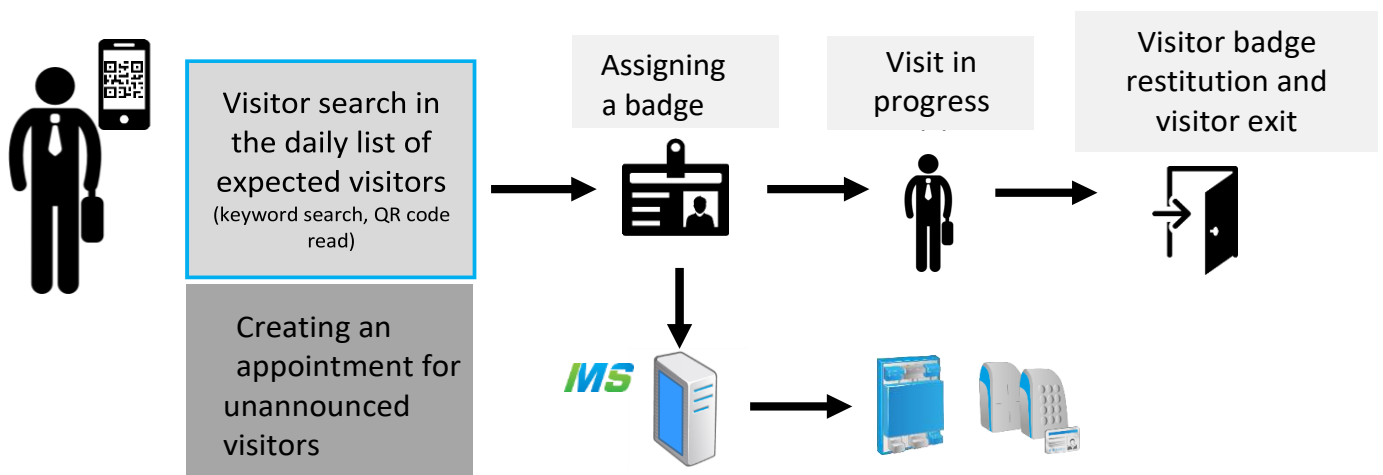 Visitor search in
the daily list of
expected visitors
(keyword search, QR code
read)
Creating an
appointment for
unannounced
visitors
Assigning
a badge
Visit in
progress
Visitor badge
restitution and
visitor exit
MS